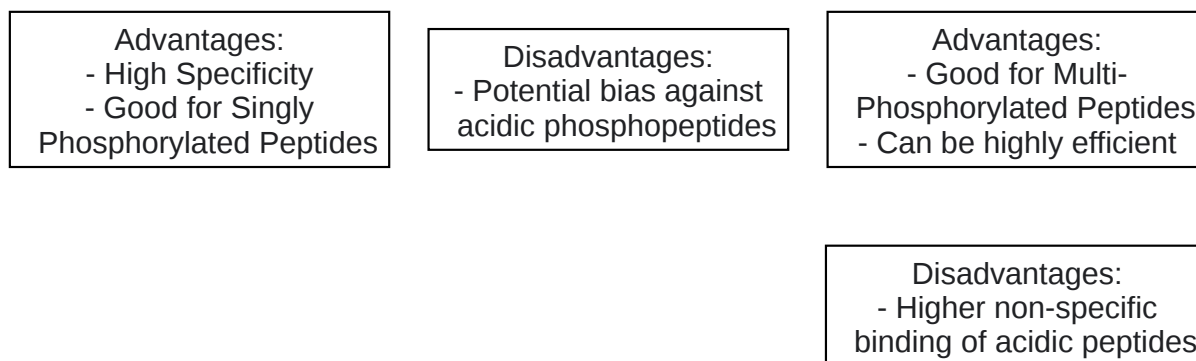 Advantages:
- High Specificity
- Good for Singly
Phosphorylated Peptides
Disadvantages:
- Potential bias against
acidic phosphopeptides
Advantages:
- Good for Multi-
Phosphorylated Peptides
- Can be highly efficient
Disadvantages:
- Higher non-specific
binding of acidic peptides